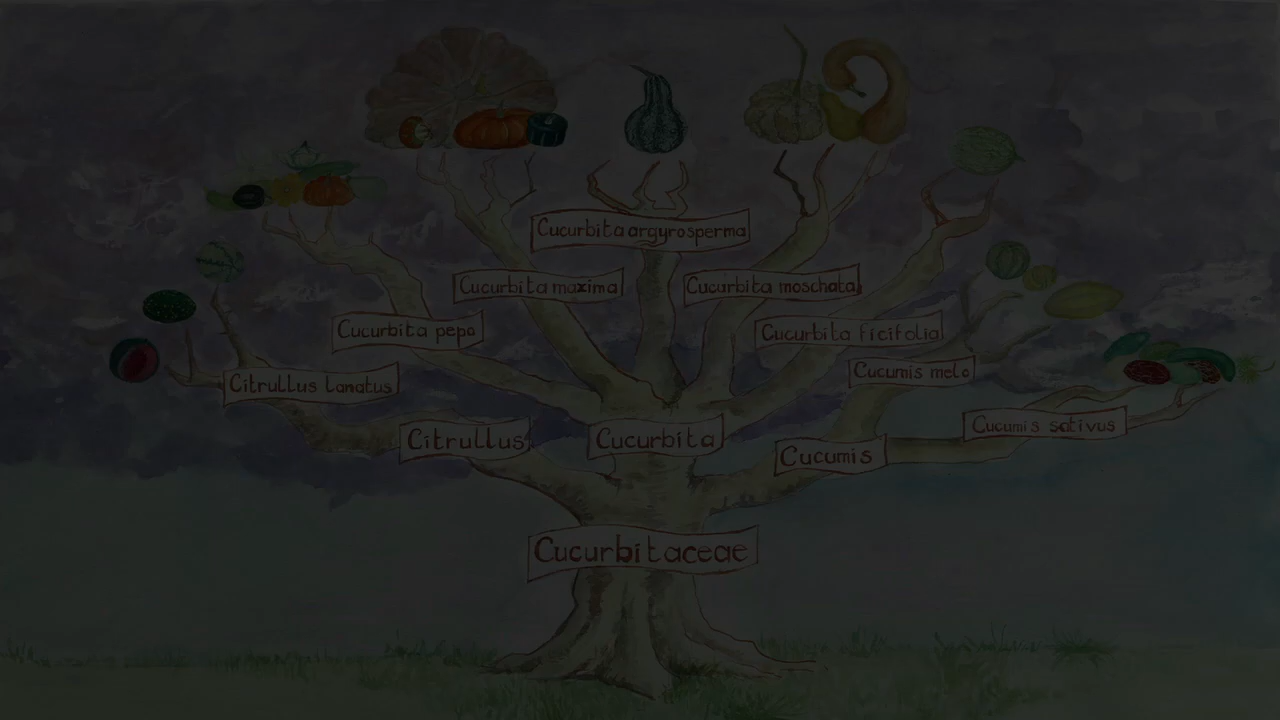 Cucurbita argyrosperma
Cucurbita maxima
Cucurbita moschata
Cucurbita pepo
Cucurbita ficifolia
Cucumis melo
Citrullus lanatus
Cucumis sativus
Citrullus
Cucurbita
Cucumis
Cucurbitaceae